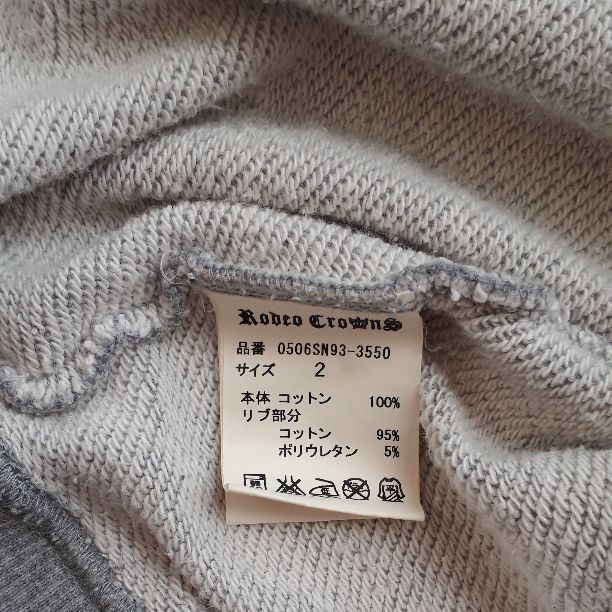 Rodeo Crowns
品番 0506SN93-3550
サイズ 2
本体 コットン 100%
リブ部分
コットン 95%
ポリウレタン 5%